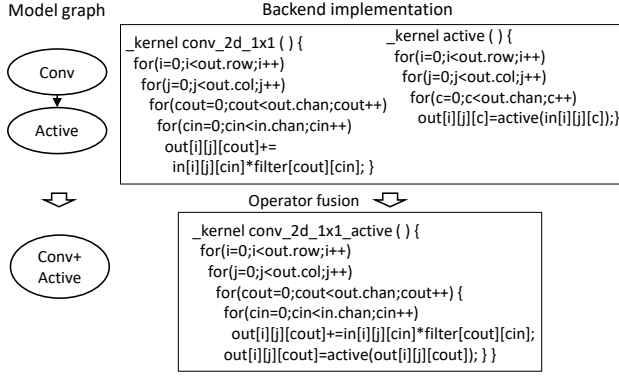 Model graph
Backend implementation
Conv
Active
_kernel conv_2d_1x1 ( ) {
for(i=0;i<out.row;i++)
for(j=0;j<out.col;j++)
for(cout=0;cout<out.chan;cout++)
for(cin=0;cin<in.chan;cin++)
out[i][j][cout]+=
in[i][j][cin]*filter[cout][cin]; }
_kernel active ( ) {
for(i=0;i<out.row;i++)
for(j=0;j<out.col;j++)
for(c=0;c<out.chan;c++)
out[i][j][c]=active(in[i][j][c]);}
Operator fusion
Conv+
Active
_kernel conv_2d_1x1_active ( ) {
for(i=0;i<out.row;i++)
for(j=0;j<out.col;j++)
for(cout=0;cout<out.chan;cout++) {
for(cin=0;cin<in.chan;cin++)
out[i][j][cout]+=in[i][j][cin]*filter[cout][cin];
out[i][j][cout]=active(out[i][j][cout]); } }